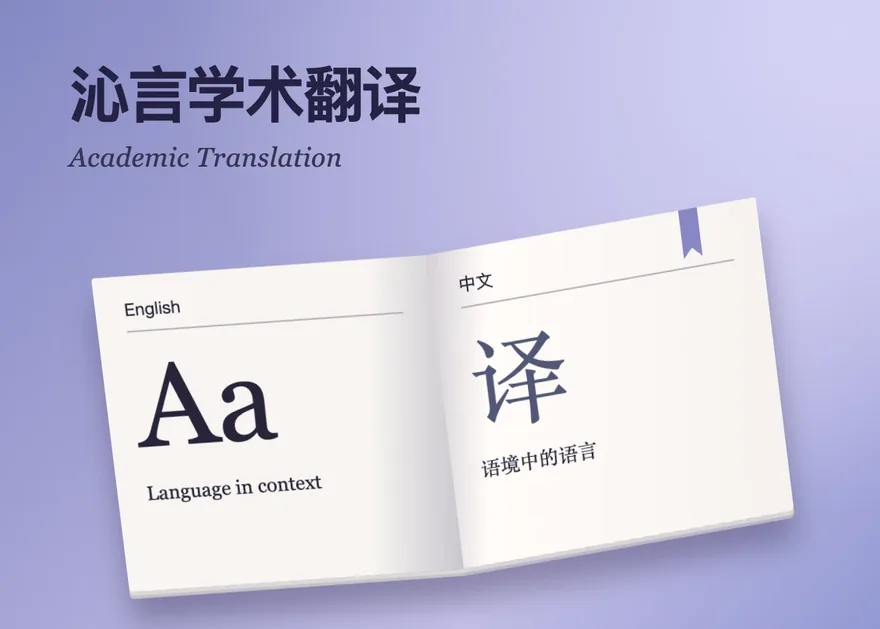 沁言学术翻译
Academic Translation
English
Aa
Language in context
中文
译
语境中的语言